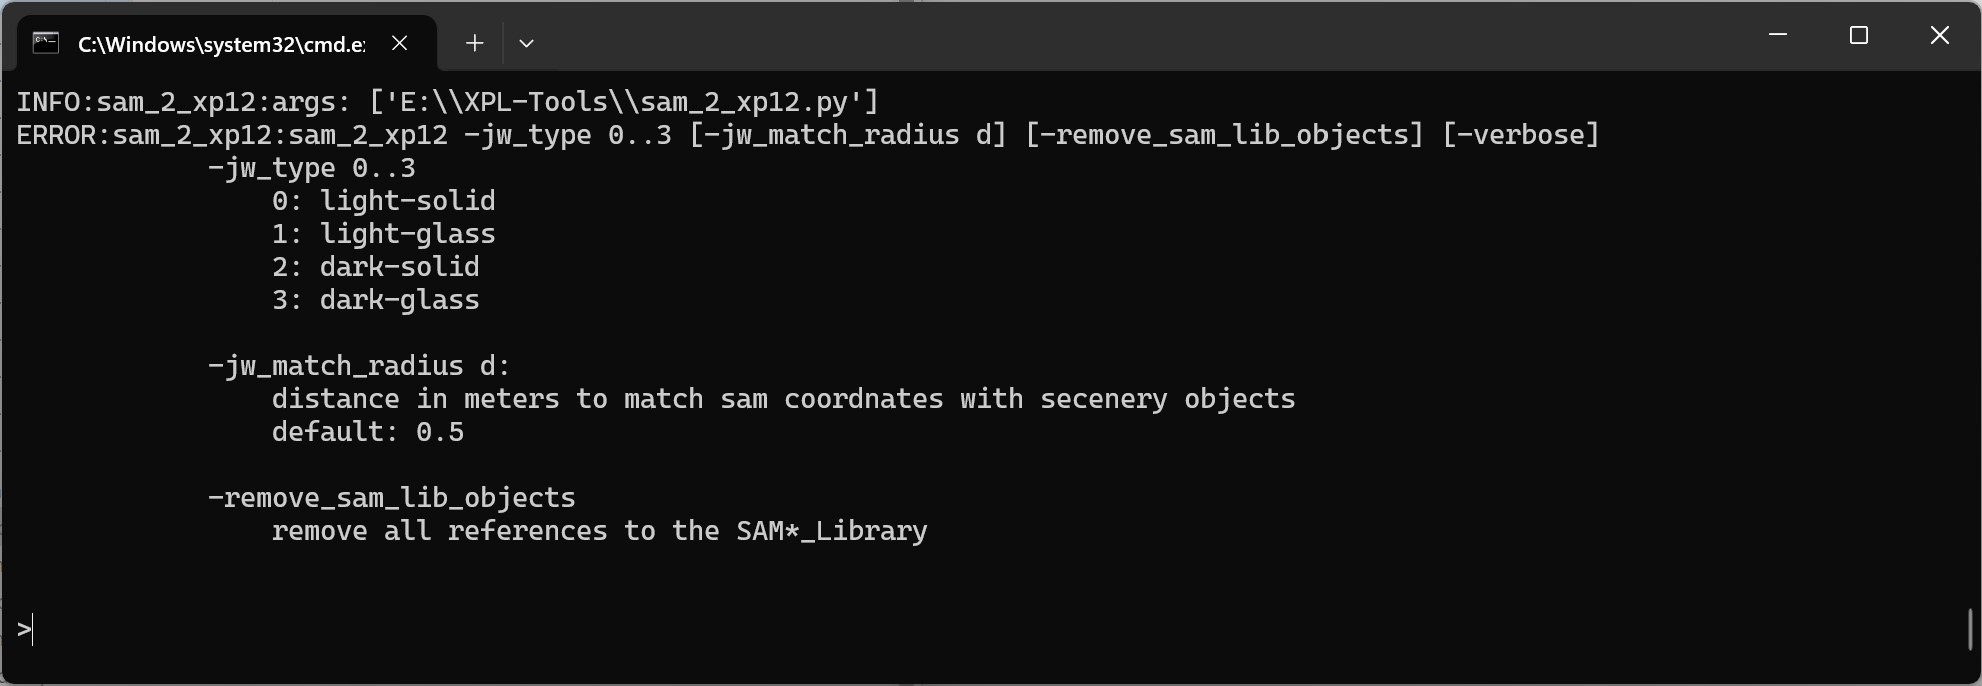 C:\Windows\system32\cmd.e
INFO:sam_2_xp12:args: ['E:\\XPL-Tools\\sam_2_xp12.py']
ERROR:sam_2_xp12:sam_2_xp12 -jw_type 0..3 [-jw_match_radius d] [-remove_sam_lib_objects] [-verbose]
-jw_type 0..3
0: light-solid
1: light-glass
2: dark-solid
3: dark-glass
-jw_match_radius d:
distance in meters to match sam coordnates with secenery objects
default: 0.5
-remove_sam_lib_objects
remove all references to the SAM*_Library
>